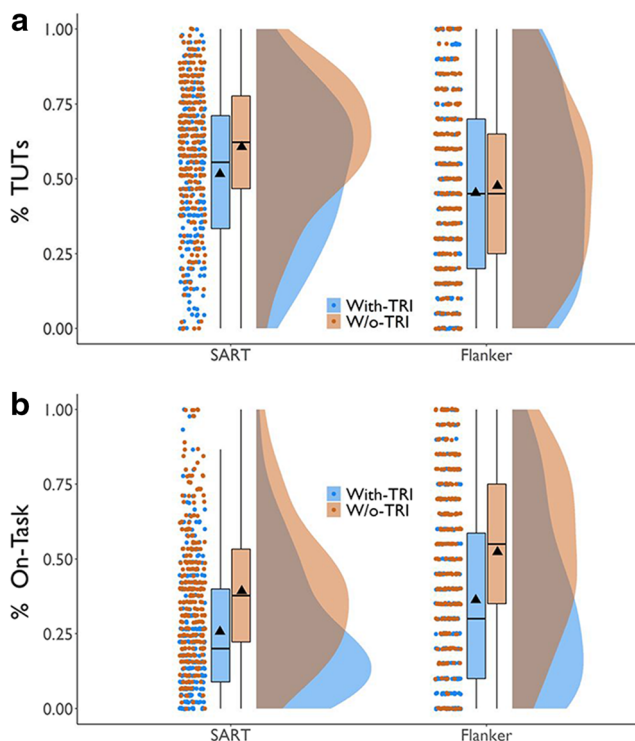 a
1.00
0.75
0.50
0.25
0.00
% TUTs
With-TRI
W/o-TRI
SART
Flanker
b
1.00
0.75
0.50
0.25
0.00
% On-Task
With-TRI
W/o-TRI
SART
Flanker